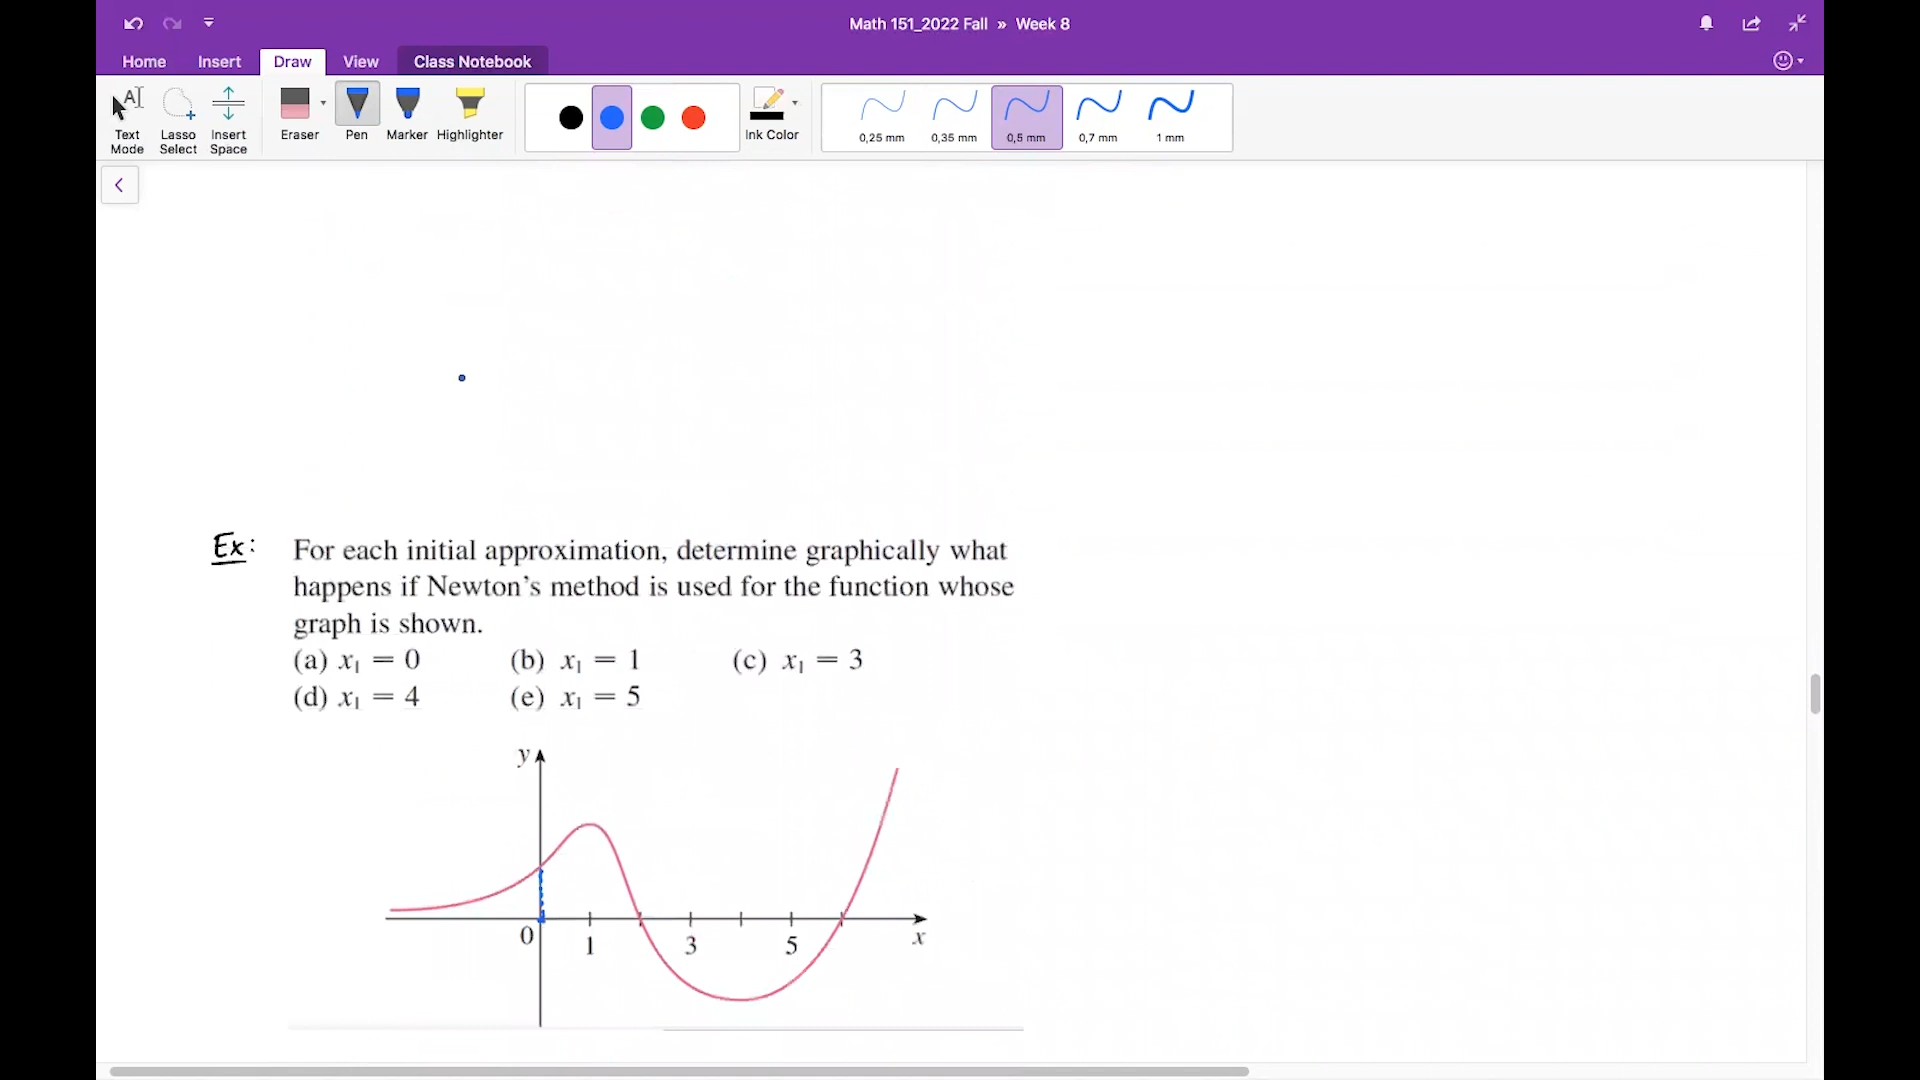 Math 151_2022 Fall » Week 8
Home Insert Draw View Class Notebook
Text Mode
Lasso Select
Insert Space
Eraser
Pen
Marker
Highlighter
Ink Color
0,25 mm 0,35 mm 0,5 mm 0,7 mm 1 mm
Ex: For each initial approximation, determine graphically what
happens if Newton’s method is used for the function whose
graph is shown.
(a) x₁ = 0 (b) x₁ = 1 (c) x₁ = 3
(d) x₁ = 4 (e) x₁ = 5
y
0 1 3 5 x